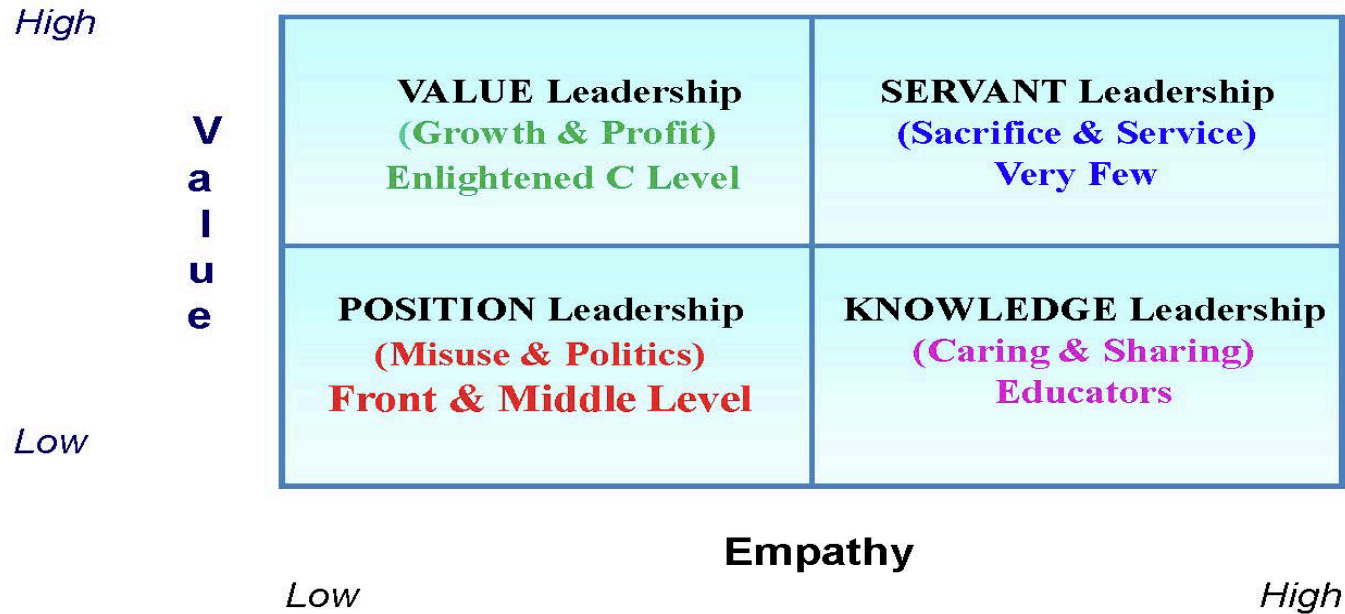 High
Value
VALUE Leadership
(Growth & Profit)
Enlightened C Level
SERVANT Leadership
(Sacrifice & Service)
Very Few
POSITION Leadership
(Misuse & Politics)
Front & Middle Level
KNOWLEDGE Leadership
(Caring & Sharing)
Educators
Low
Empathy
Low
High